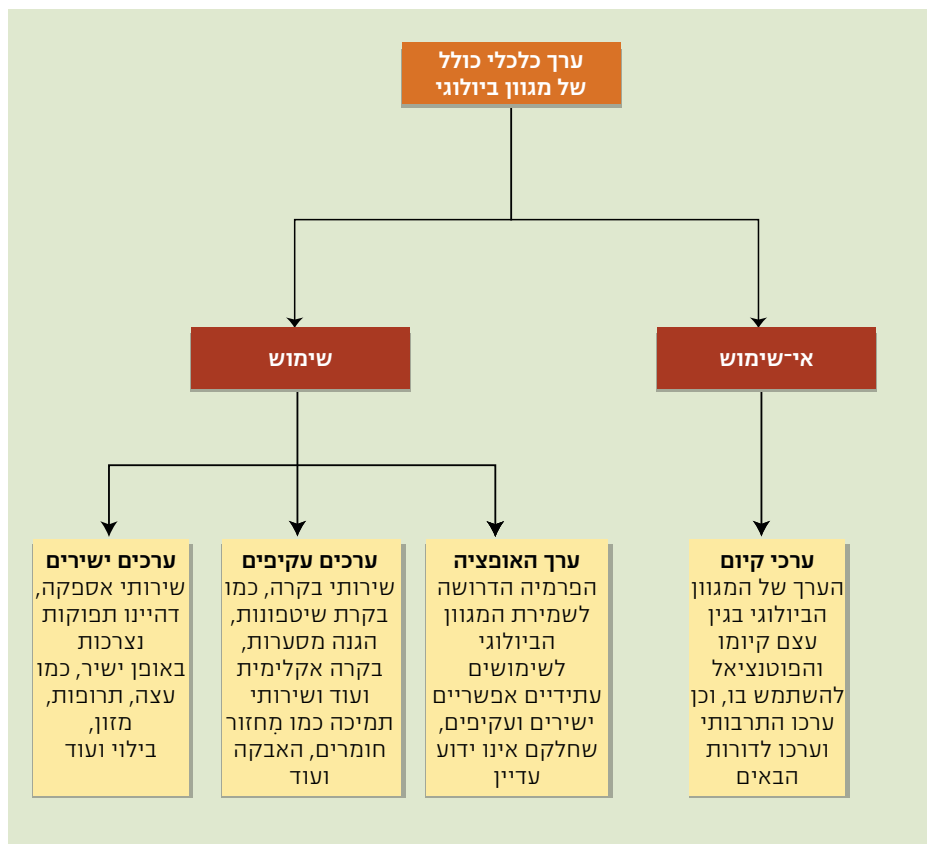 ערך כלכלי כולל
של מגוון ביולוגי
אי־שימוש
שימוש
ערכי קיום
הערך של המגוון
הביולוגי בגין
עצם קיומו
והפוטנציאל
להשתמש בו, וכן
ערכו התרבותי
וערכו לדורות
הבאים
ערך האופציה
הפרמיה הדרושה
לשמירת המגוון
הביולוגי
לשימושים
עתידיים אפשריים
ישירים ועקיפים,
שחלקם אינו ידוע
עדיין
ערכים עקיפים
שירותי בקרה, כמו
בקרת שיטפונות,
הגנה מסערות,
בקרה אקלימית
ועוד ושירותי
תמיכה כמו מִחזור
חומרים, האבקה
ועוד
ערכים ישירים
שירותי אספקה,
דהיינו תפוקות
נצרכות
באופן ישיר, כמו
עצה, תרופות,
מזון,
בילוי ועוד